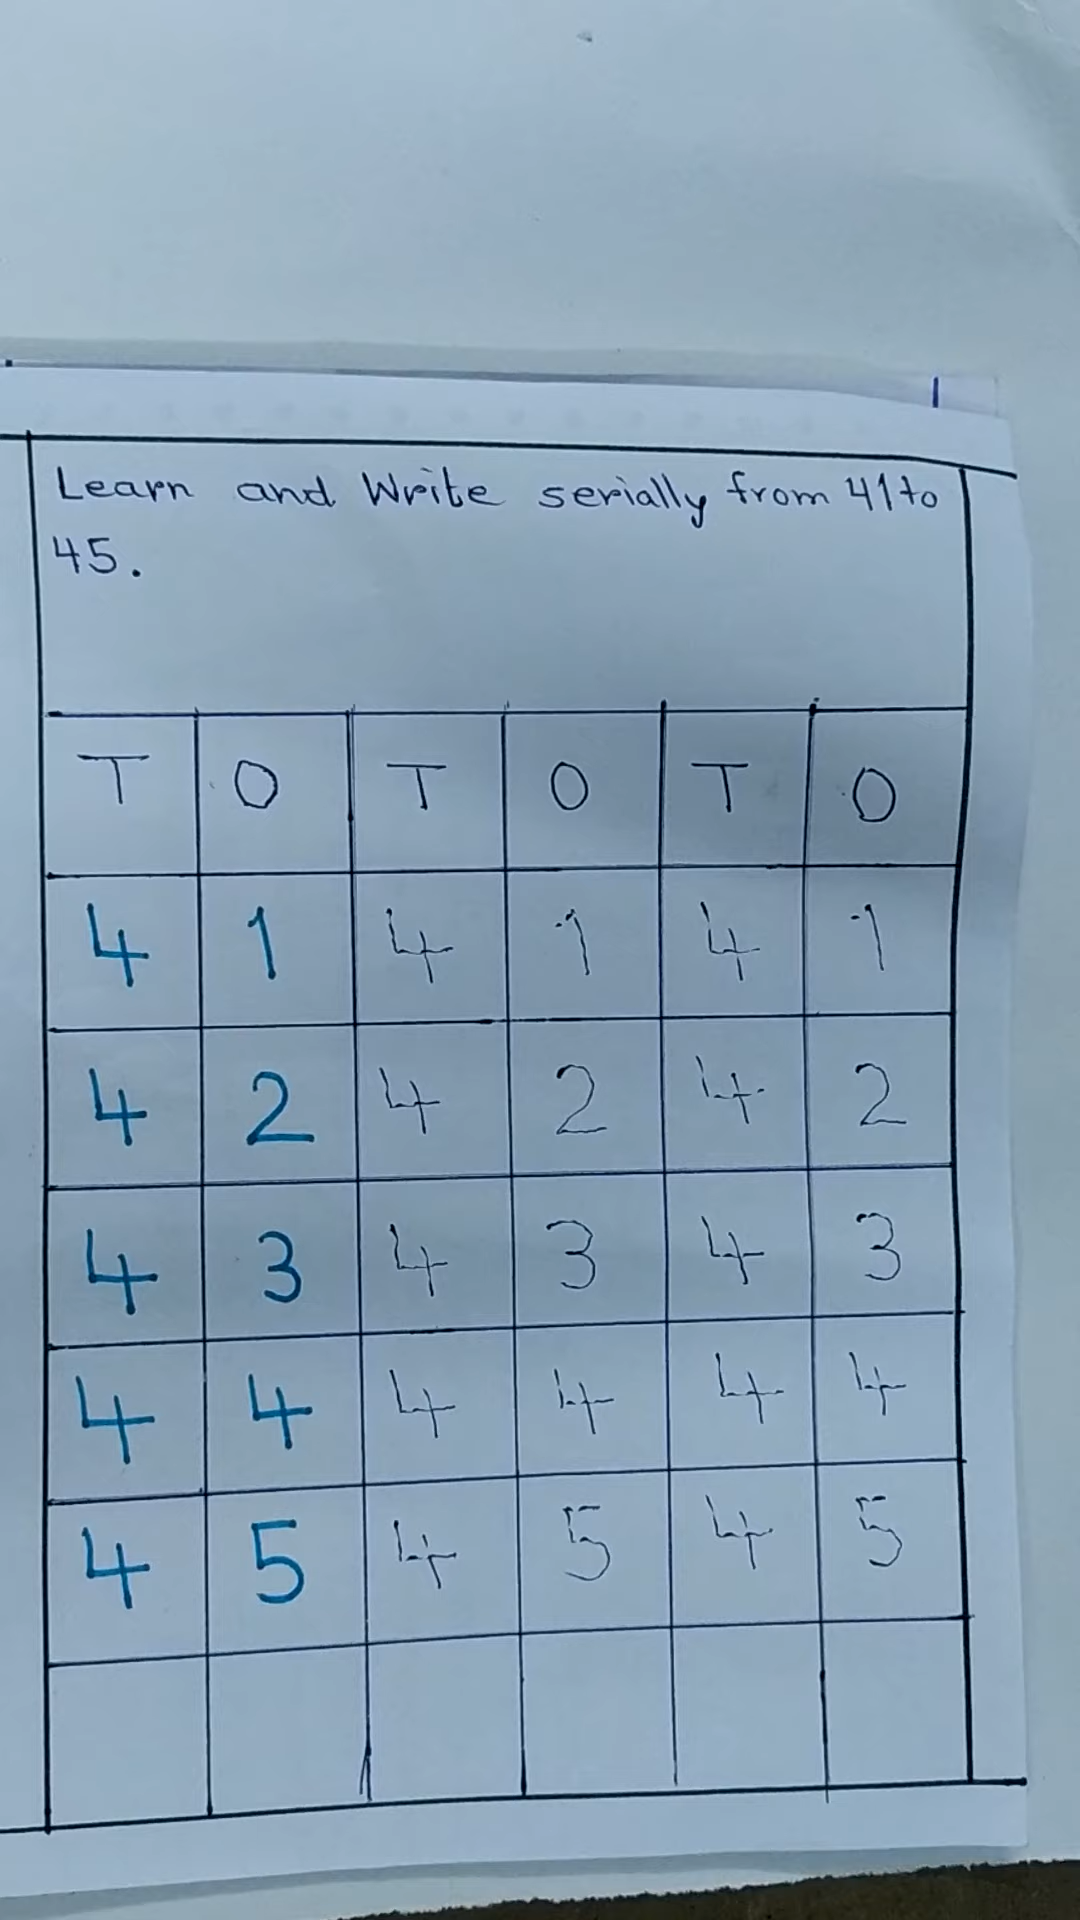 Learn and Write serially from 41 to
45.
T O T O T O
4 1 4 1 4 1
4 2 4 2 4 2
4 3 4 3 4 3
4 4 4 4 4 4
4 5 4 5 4 5